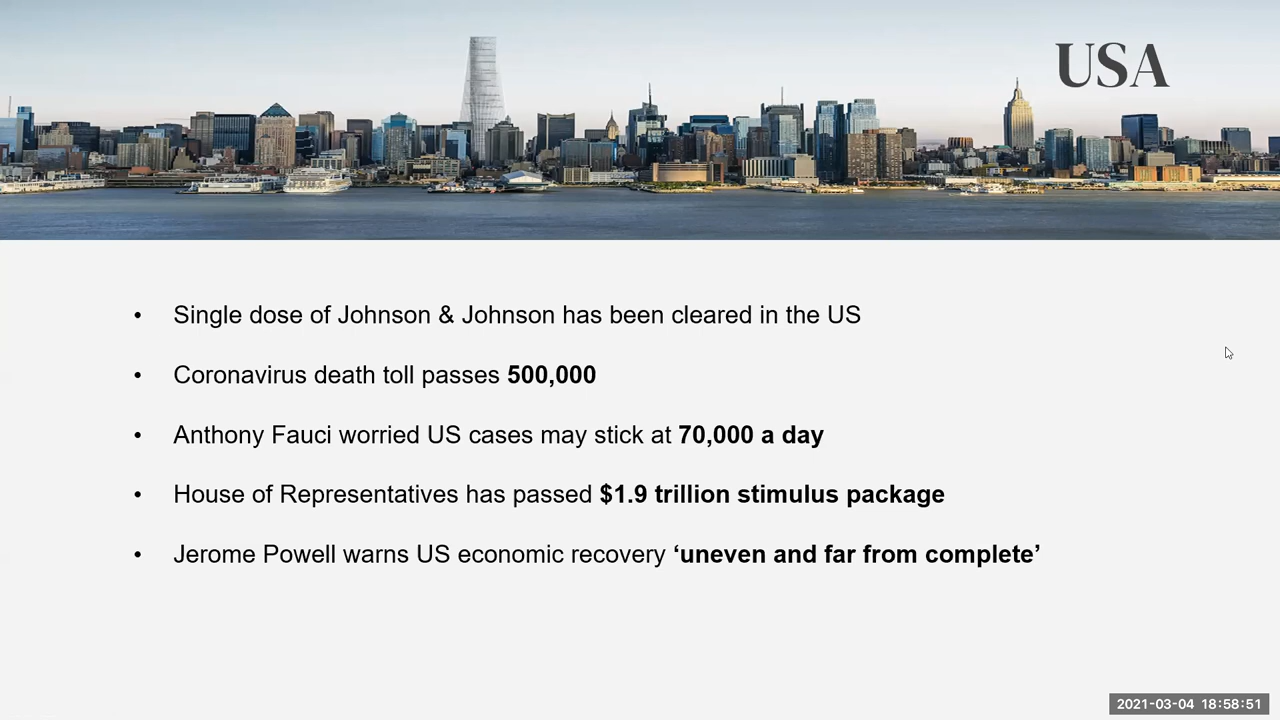 USA
• Single dose of Johnson & Johnson has been cleared in the US
• Coronavirus death toll passes 500,000
• Anthony Fauci worried US cases may stick at 70,000 a day
• House of Representatives has passed $1.9 trillion stimulus package
• Jerome Powell warns US economic recovery ‘uneven and far from complete’
2021-03-04 18:58:51